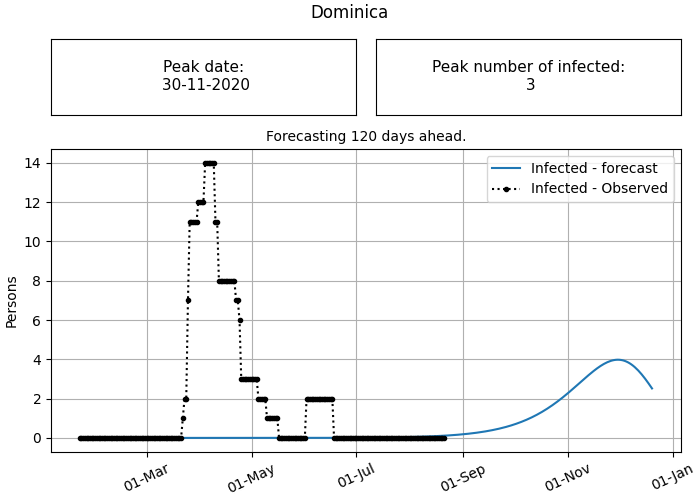 Dominica
Peak date:
30-11-2020
Peak number of infected:
3
Forecasting 120 days ahead.
Infected - forecast
Infected - Observed
Persons
14
12
10
8
6
4
2
0
01-Mar
01-May
01-Jul
01-Sep
01-Nov
01-Jan